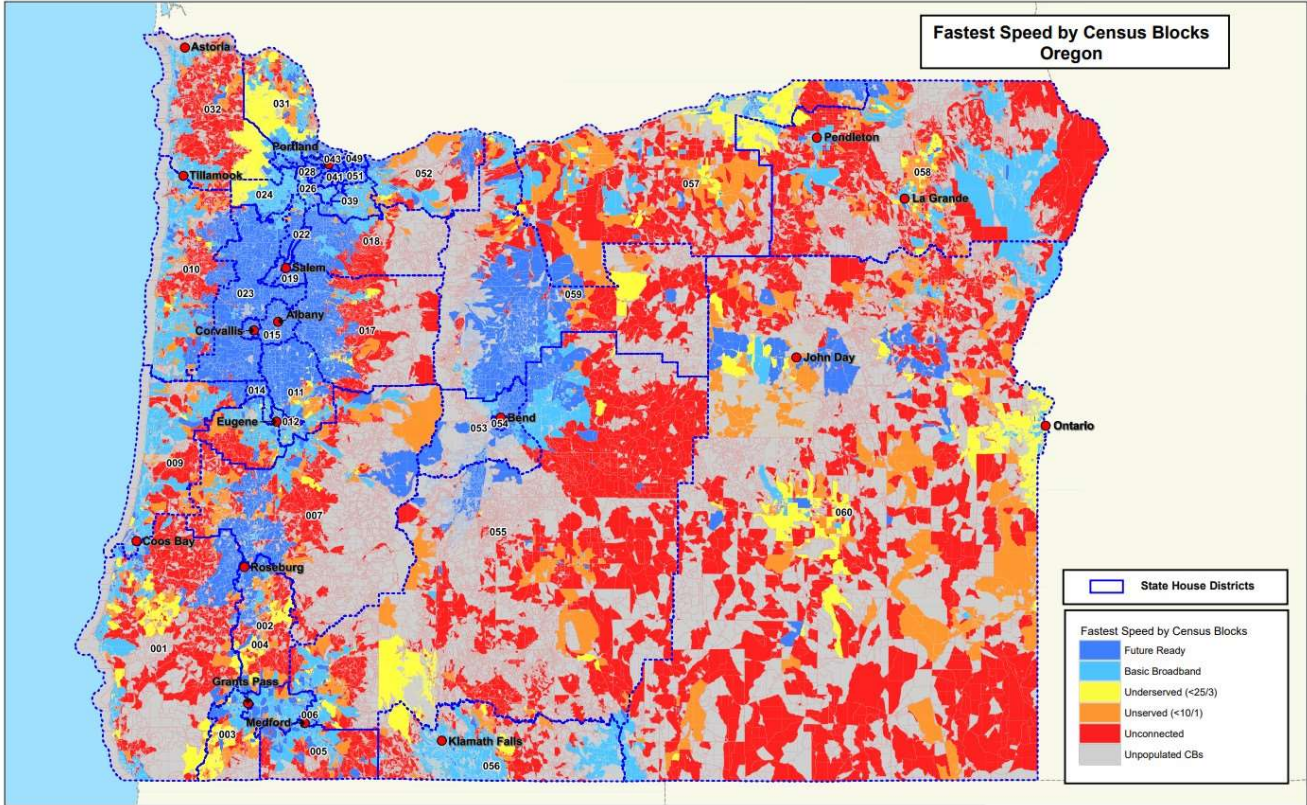 Fastest Speed by Census Blocks
Oregon
Astoria
032
031
Portland
043 049
028
041 051
026
Tillamook
024
039
052
Pendleton
058
057
La Grande
022
018
010
Salem
019
023
059
Albany
Corvallis
015
017
John Day
014
011
Eugene
012
053
054
Bend
Ontario
009
007
060
055
Coos Bay
Roseburg
002
004
001
Grants Pass
Medford
006
003
005
Klamath Falls
056
State House Districts
Fastest Speed by Census Blocks
Future Ready
Basic Broadband
Underserved (<25/3)
Unserved (<10/1)
Unconnected
Unpopulated CBs